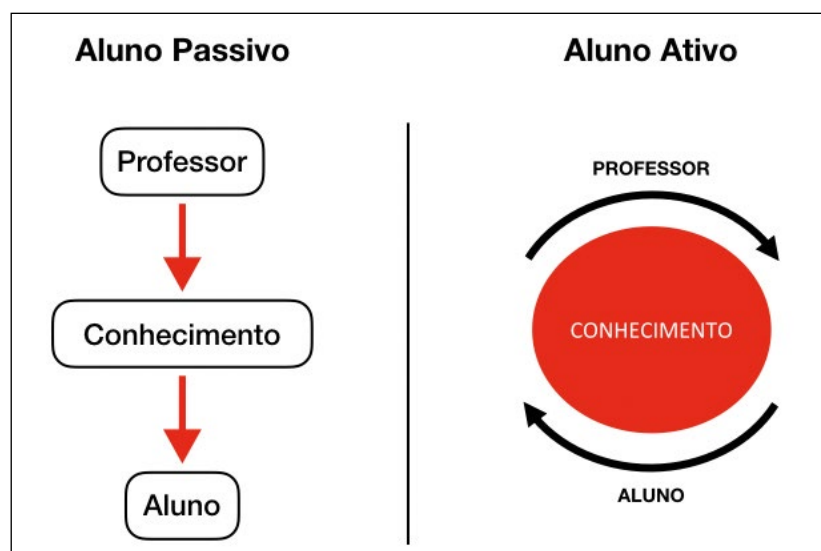 Aluno Passivo
Professor
Conhecimento
Aluno
Aluno Ativo
PROFESSOR
CONHECIMENTO
ALUNO